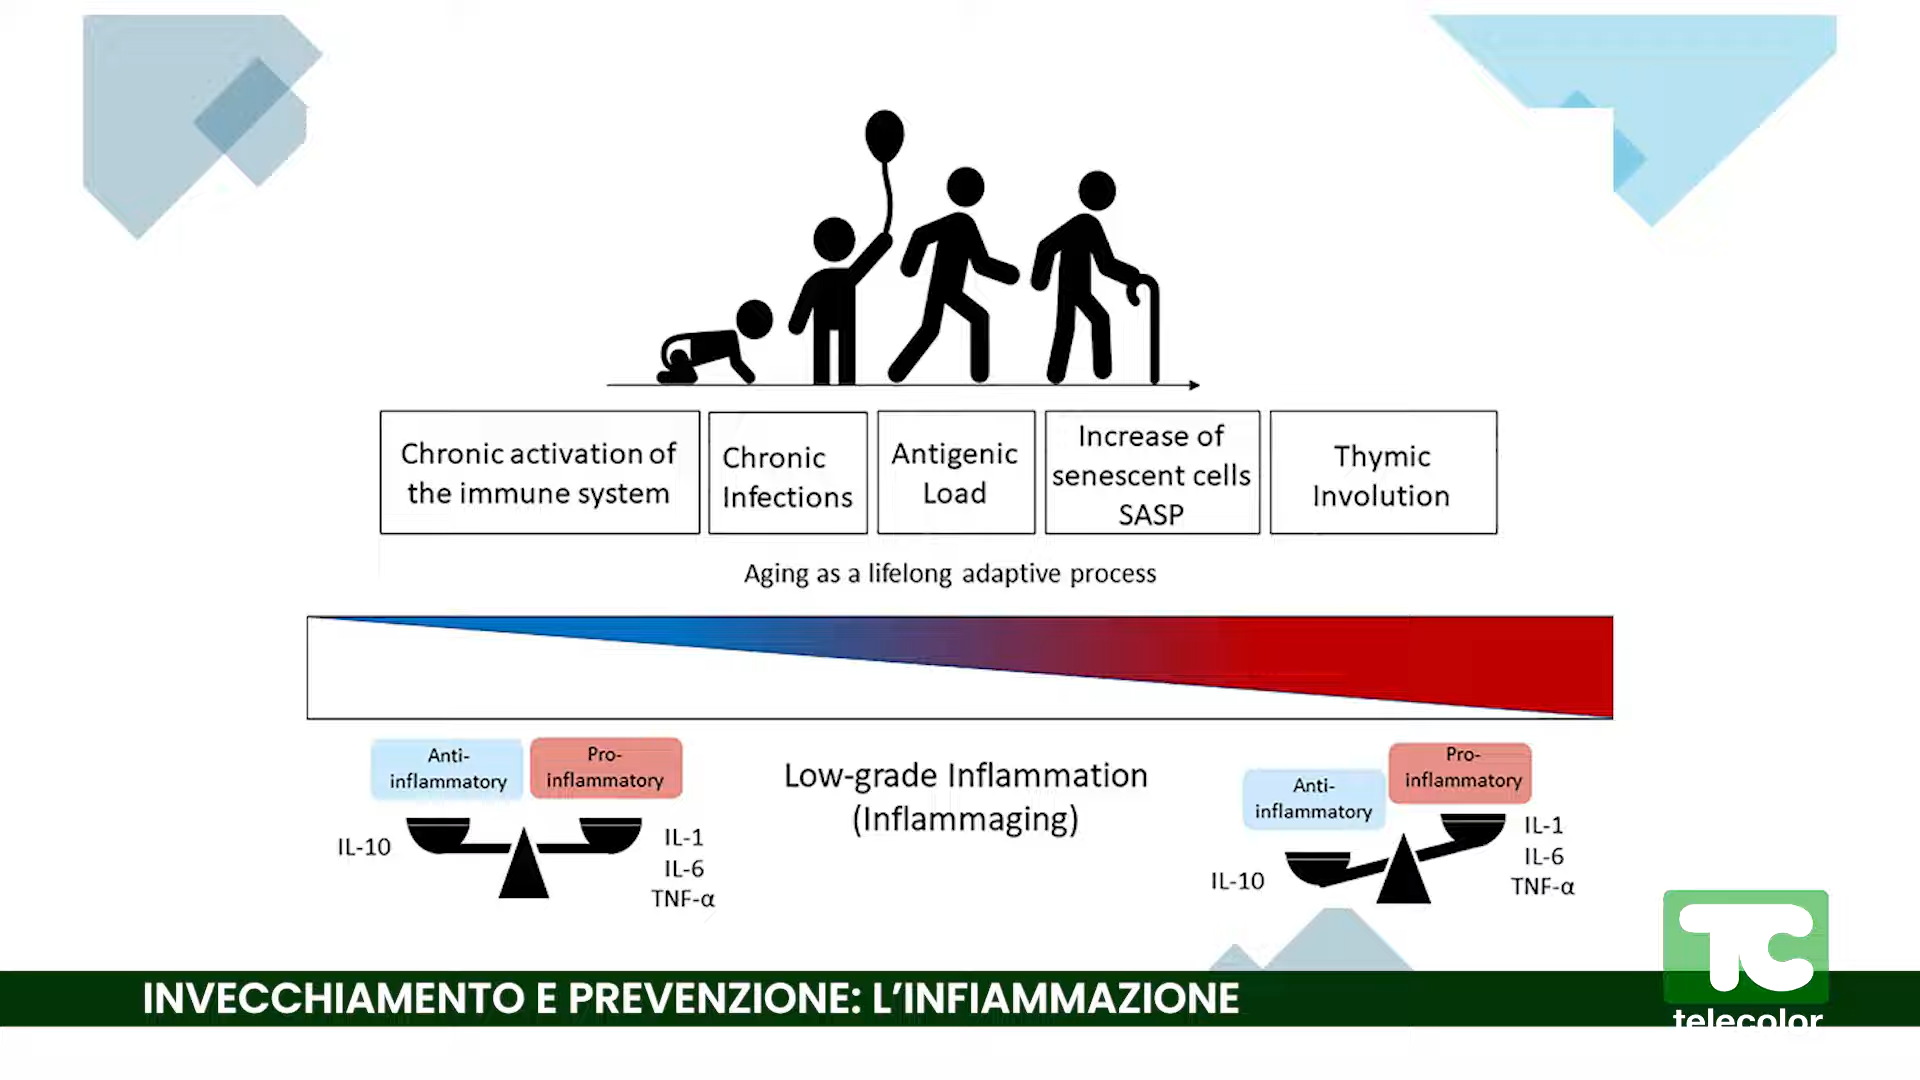 Chronic activation of
the immune system
Chronic
Infections
Antigenic
Load
Increase of
senescent cells
SASP
Thymic
Involution
Aging as a lifelong adaptive process
Anti-
inflammatory
Pro-
inflammatory
IL-10
IL-1
IL-6
TNF-α
Low-grade Inflammation
(Inflammaging)
Anti-
inflammatory
Pro-
inflammatory
IL-10
IL-1
IL-6
TNF-α
INVECCHIAMENTO E PREVENZIONE: L’INFIAMMAZIONE
TC
telecolor